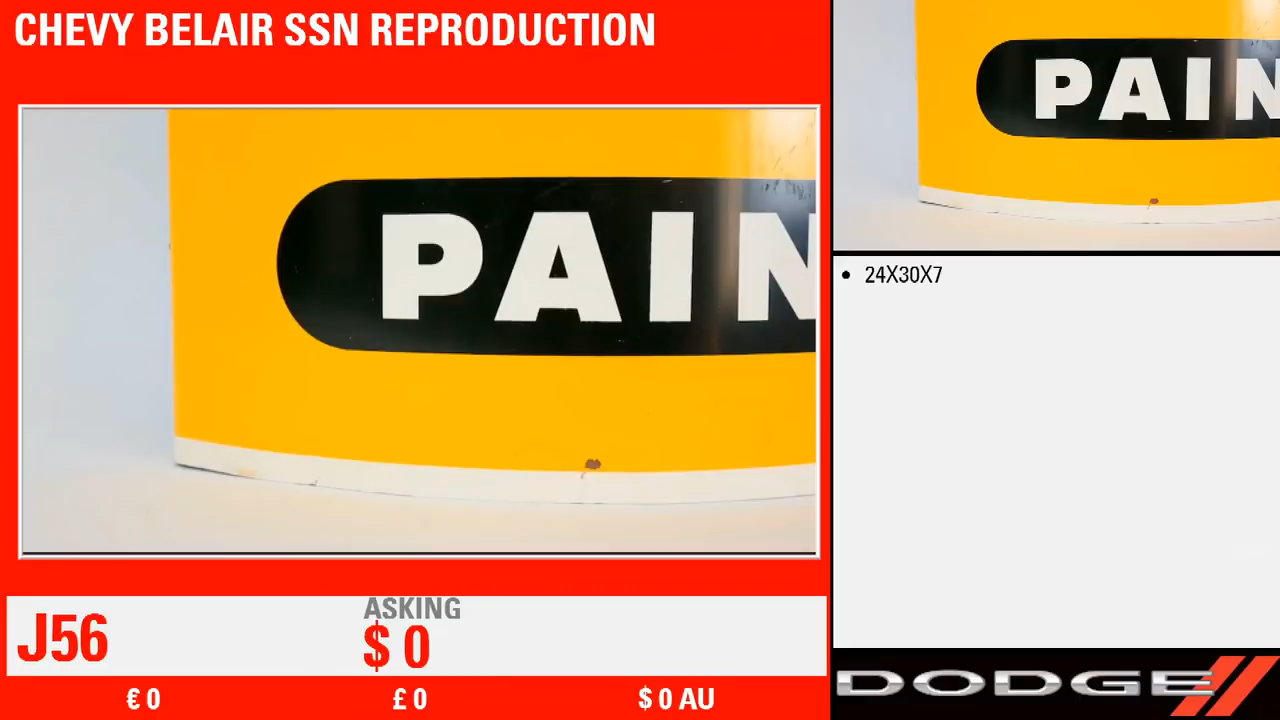 CHEVY BELAIR SSN REPRODUCTION
PAIN
PAIN
• 24X30X7
J56
ASKING
$ 0
€ 0
£ 0
$ 0 AU
DODGE